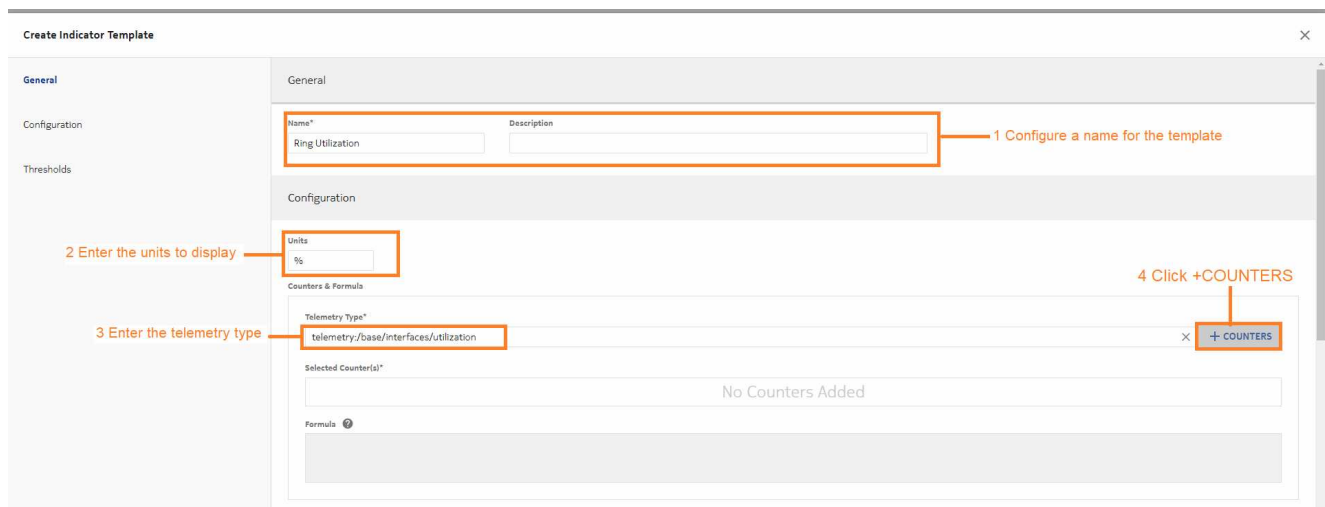 Create Indicator Template
General
Configuration
Thresholds
General
Name*
Description
Ring Utilization
1 Configure a name for the template
Configuration
Units
%
2 Enter the units to display
Counters & Formula
4 Click +COUNTERS
Telemetry Type*
3 Enter the telemetry type
telemetry:/base/interfaces/utilization
+ COUNTERS
Selected Counter(s)*
No Counters Added
Formula